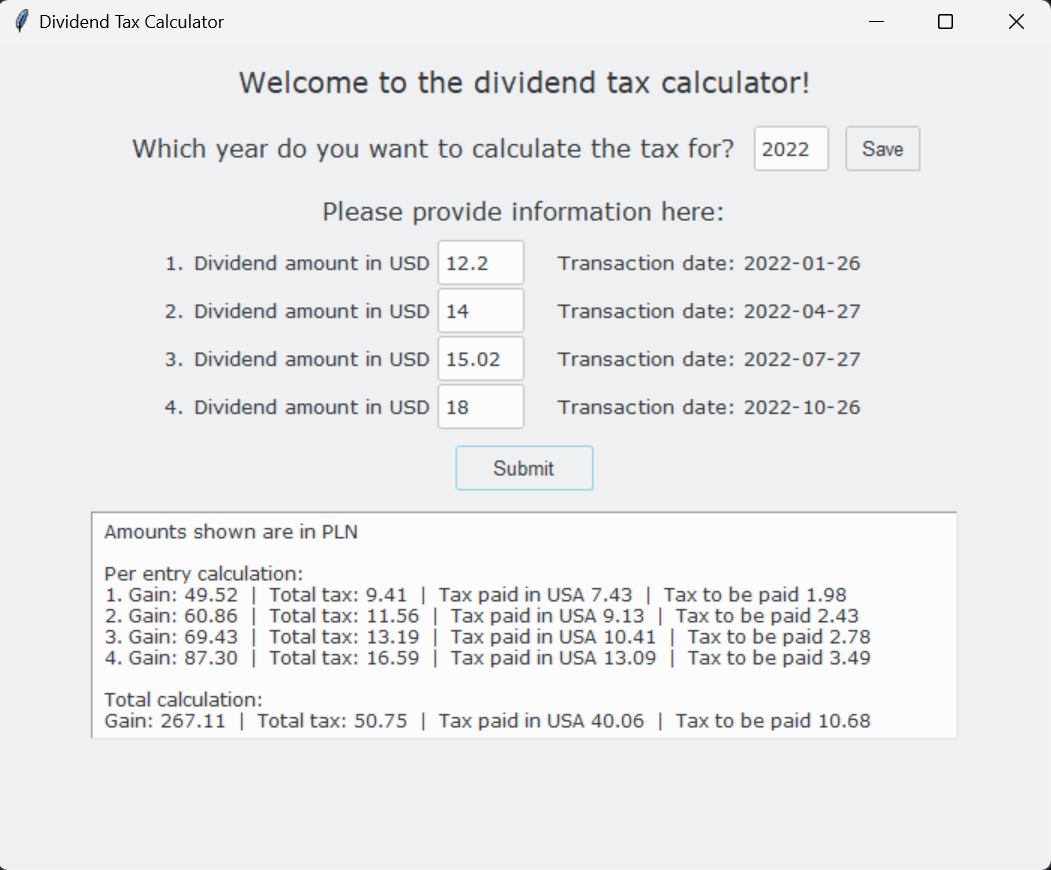 Dividend Tax Calculator
Welcome to the dividend tax calculator!
Which year do you want to calculate the tax for? 2022 Save
Please provide information here:
1. Dividend amount in USD 12.2 Transaction date: 2022-01-26
2. Dividend amount in USD 14 Transaction date: 2022-04-27
3. Dividend amount in USD 15.02 Transaction date: 2022-07-27
4. Dividend amount in USD 18 Transaction date: 2022-10-26
Submit
Amounts shown are in PLN
Per entry calculation:
1. Gain: 49.52 | Total tax: 9.41 | Tax paid in USA 7.43 | Tax to be paid 1.98
2. Gain: 60.86 | Total tax: 11.56 | Tax paid in USA 9.13 | Tax to be paid 2.43
3. Gain: 69.43 | Total tax: 13.19 | Tax paid in USA 10.41 | Tax to be paid 2.78
4. Gain: 87.30 | Total tax: 16.59 | Tax paid in USA 13.09 | Tax to be paid 3.49
Total calculation:
Gain: 267.11 | Total tax: 50.75 | Tax paid in USA 40.06 | Tax to be paid 10.68